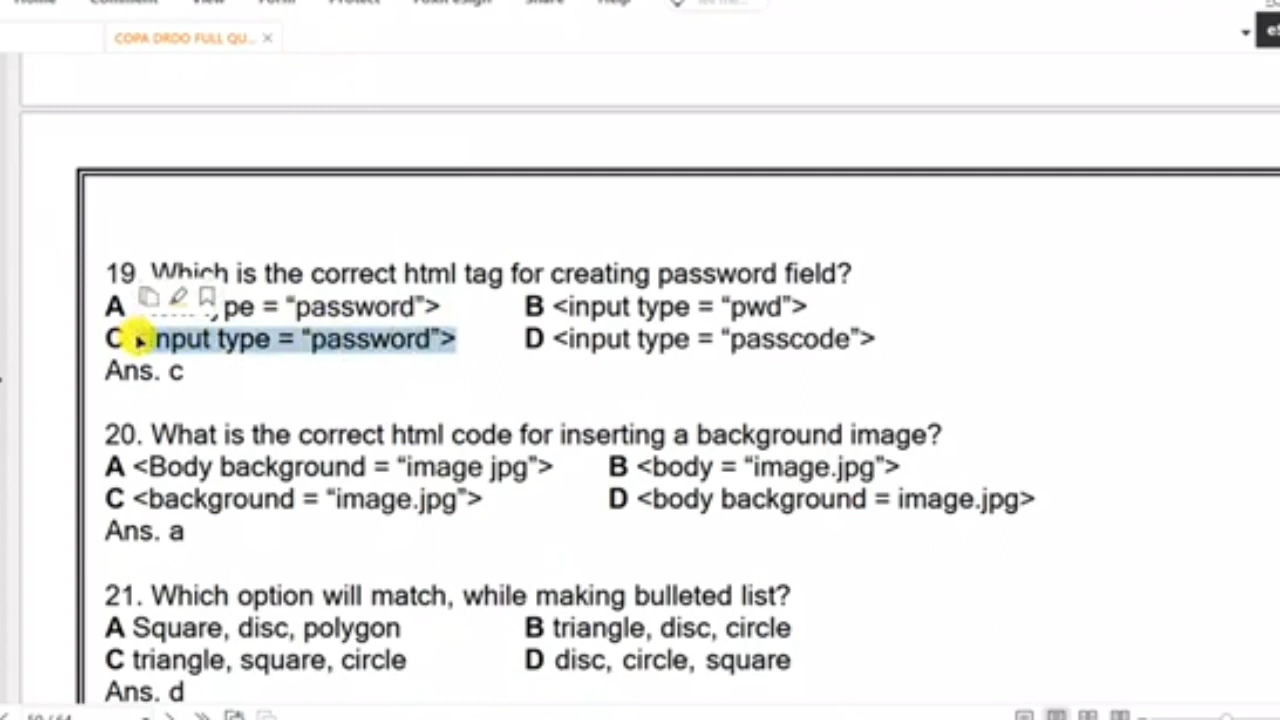 COPA DRDO FULL QU...
19. Which is the correct html tag for creating password field?
A pe = “password”>
B <input type = “pwd”>
C input type = “password”>
D <input type = “passcode”>
Ans. c
20. What is the correct html code for inserting a background image?
A <Body background = “image jpg”>
B <body = “image.jpg”>
C <background = “image.jpg”>
D <body background = image.jpg>
Ans. a
21. Which option will match, while making bulleted list?
A Square, disc, polygon
B triangle, disc, circle
C triangle, square, circle
D disc, circle, square
Ans. d